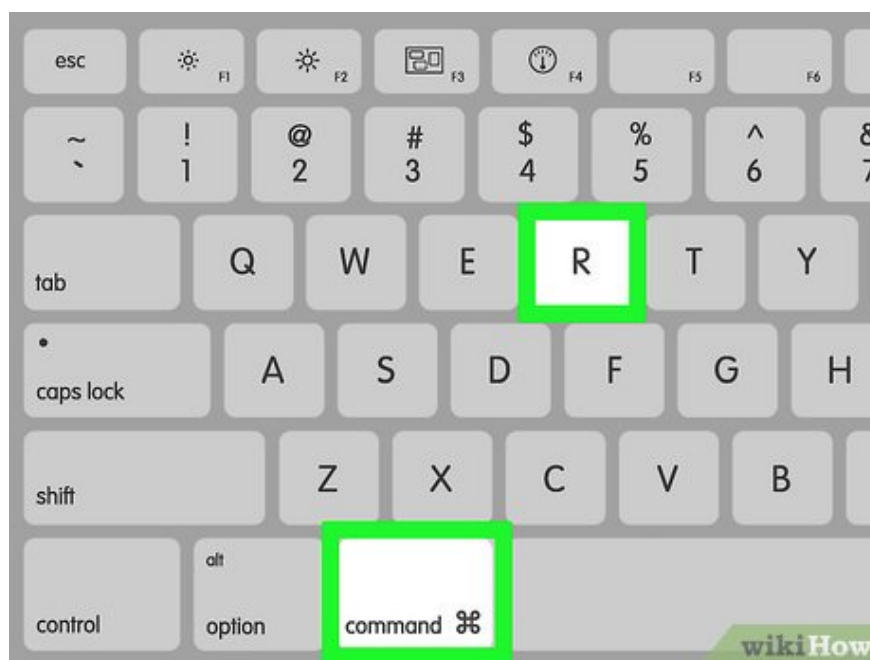 esc F1 F2 F3 F4 F5 F6
~ ! @ # $ % ^
` 1 2 3 4 5 6
tab Q W E R T Y
caps lock A S D F G H
shift Z X C V B
alt
control option command ⌘
wikiHow